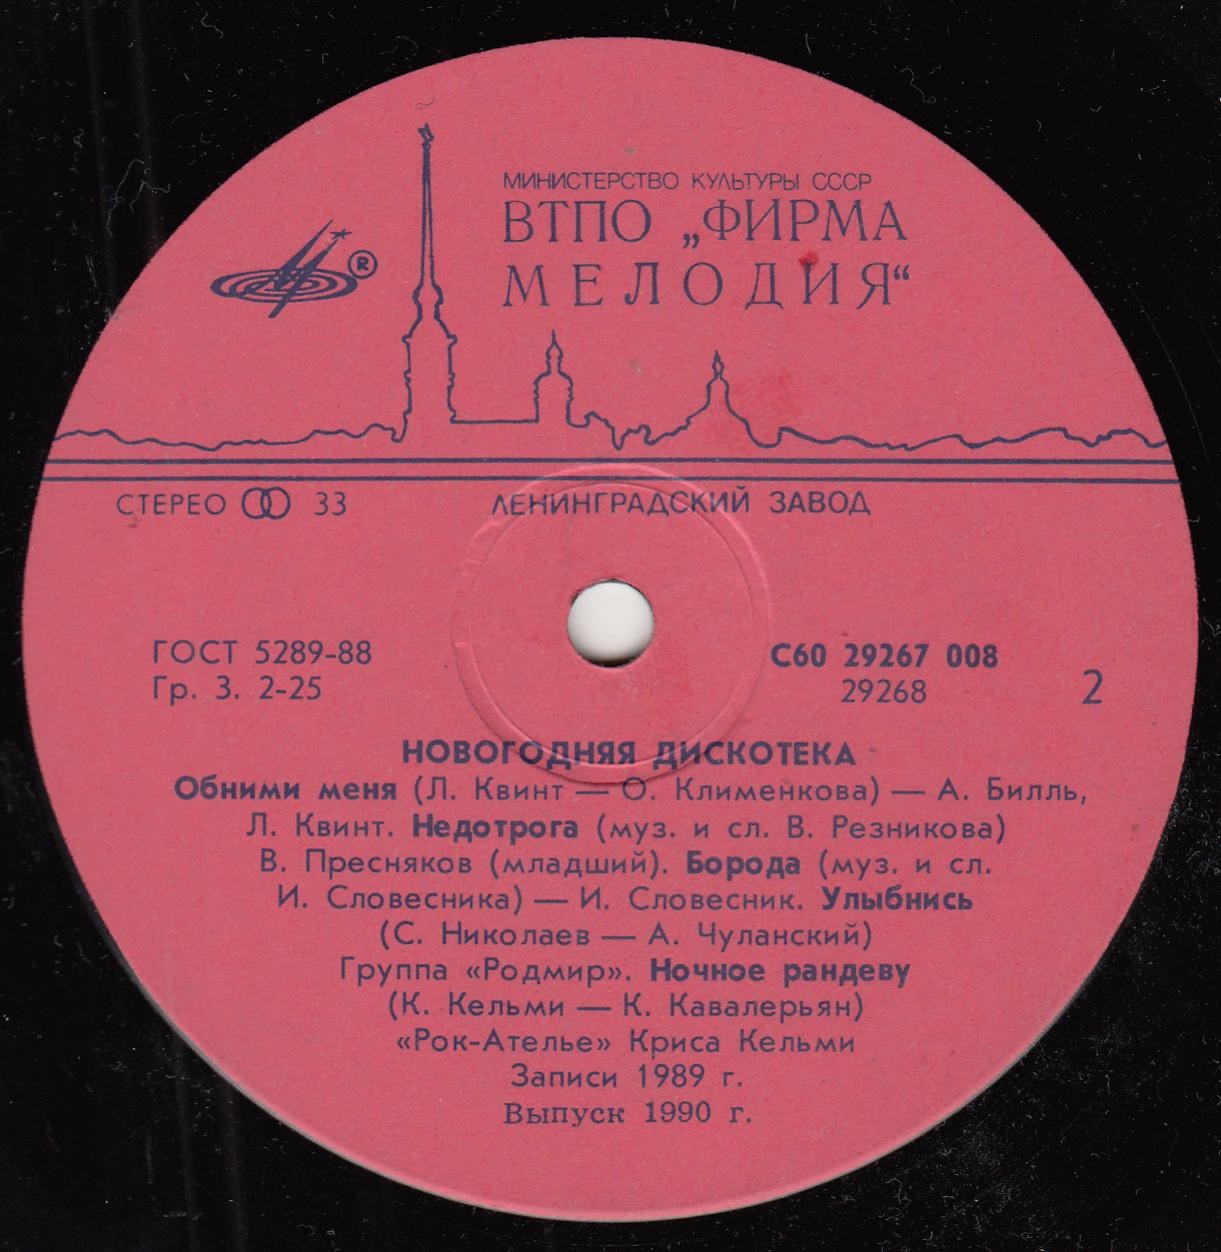 МИНИСТЕРСТВО КУЛЬТУРЫ СССР
ВТПО „ФИРМА
МЕЛОДИЯ“
®
СТЕРЕО 33
ЛЕНИНГРАДСКИЙ ЗАВОД
ГОСТ 5289-88
Гр. 3. 2-25
С60 29267 008
29268
2
НОВОГОДНЯЯ ДИСКОТЕКА
Обними меня (Л. Квинт — О. Клименкова) — А. Билль,
Л. Квинт. Недотрога (муз. и сл. В. Резникова)
В. Пресняков (младший). Борода (муз. и сл.
И. Словесника) — И. Словесник. Улыбнись
(С. Николаев — А. Чуланский)
Группа «Родмир». Ночное рандеву
(К. Кельми — К. Кавалерьян)
«Рок-Ателье» Криса Кельми
Записи 1989 г.
Выпуск 1990 г.